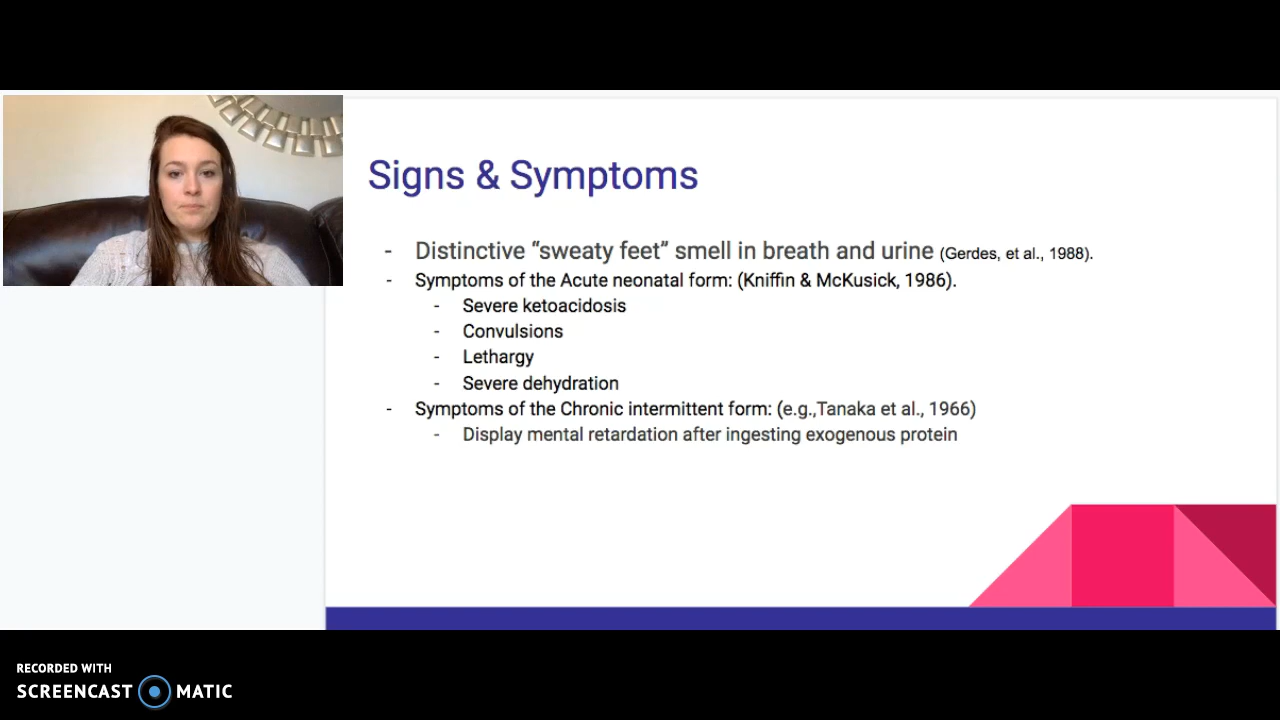 Signs & Symptoms
- Distinctive “sweaty feet” smell in breath and urine (Gerdes, et al., 1988).
- Symptoms of the Acute neonatal form: (Kniffin & McKusick, 1986).
- Severe ketoacidosis
- Convulsions
- Lethargy
- Severe dehydration
- Symptoms of the Chronic intermittent form: (e.g.,Tanaka et al., 1966)
- Display mental retardation after ingesting exogenous protein
RECORDED WITH
SCREENCAST MATIC